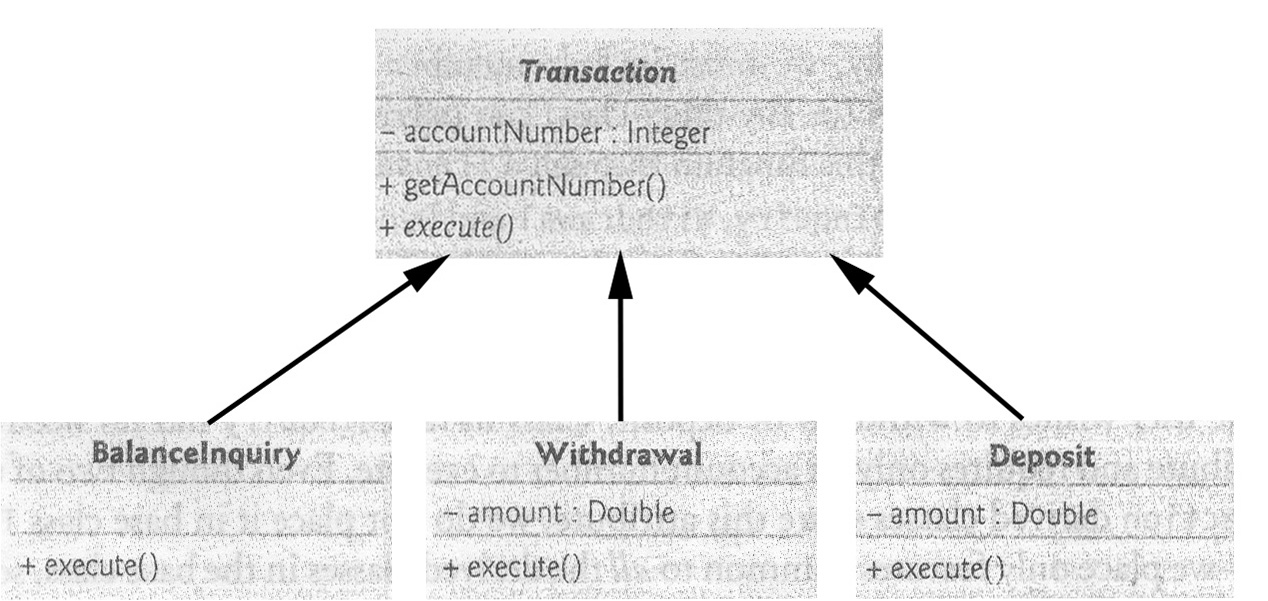 Transaction
– accountNumber : Integer
+ getAccountNumber()
+ execute()
BalanceInquiry
+ execute()
Withdrawal
– amount : Double
+ execute()
Deposit
– amount : Double
+ execute()